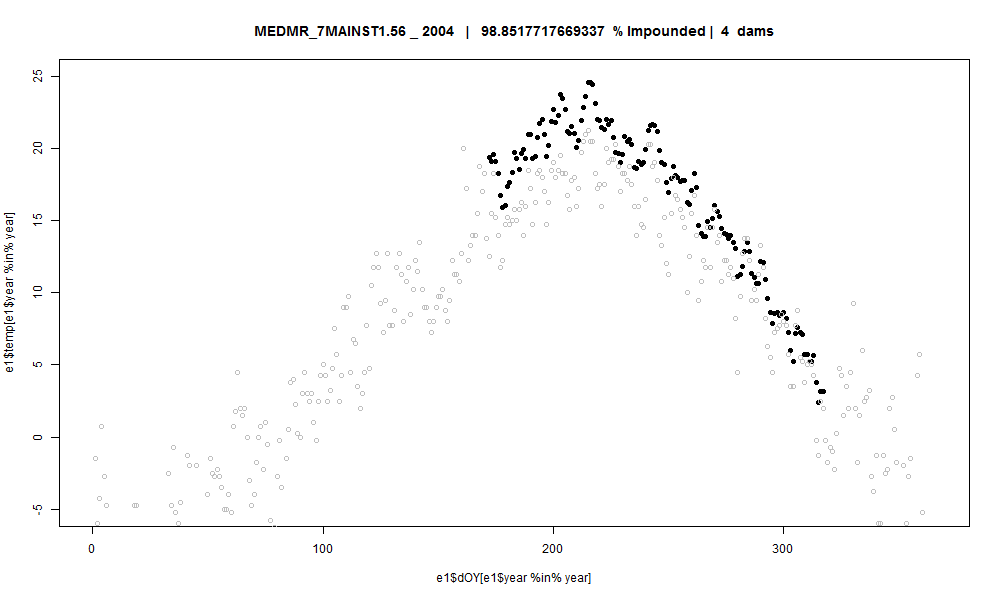 MEDMR_7MAINST1.56 _ 2004 | 98.8517717669337 % Impounded | 4 dams
e1$temp[e1$year %in% year]
25
20
15
10
5
0
-5
0 100 200 300
e1$dOY[e1$year %in% year]